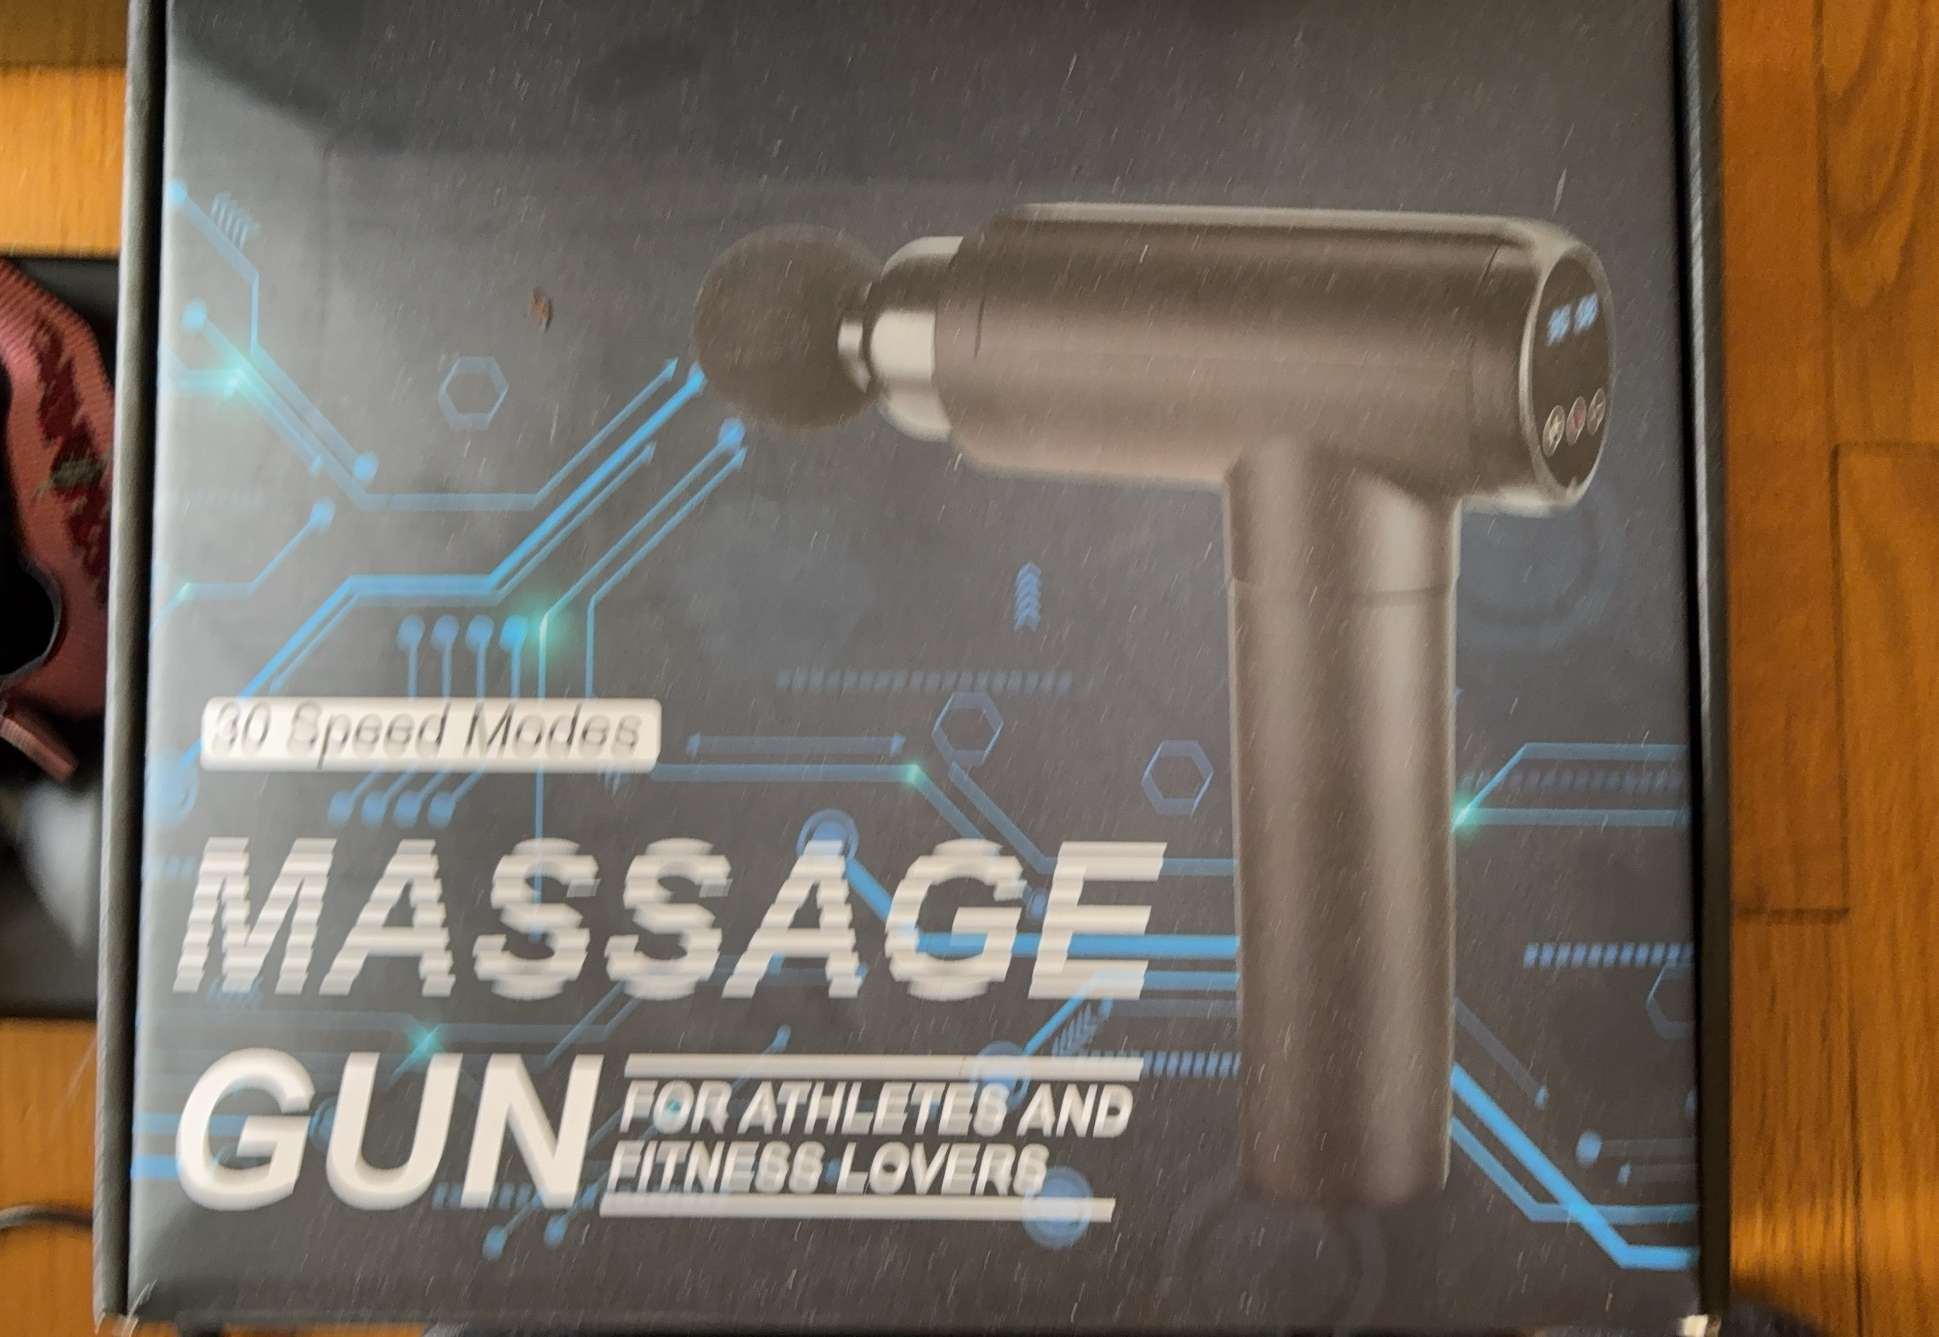 30 Speed Modes
MASSAGE
GUN
FOR ATHLETES AND
FITNESS LOVERS